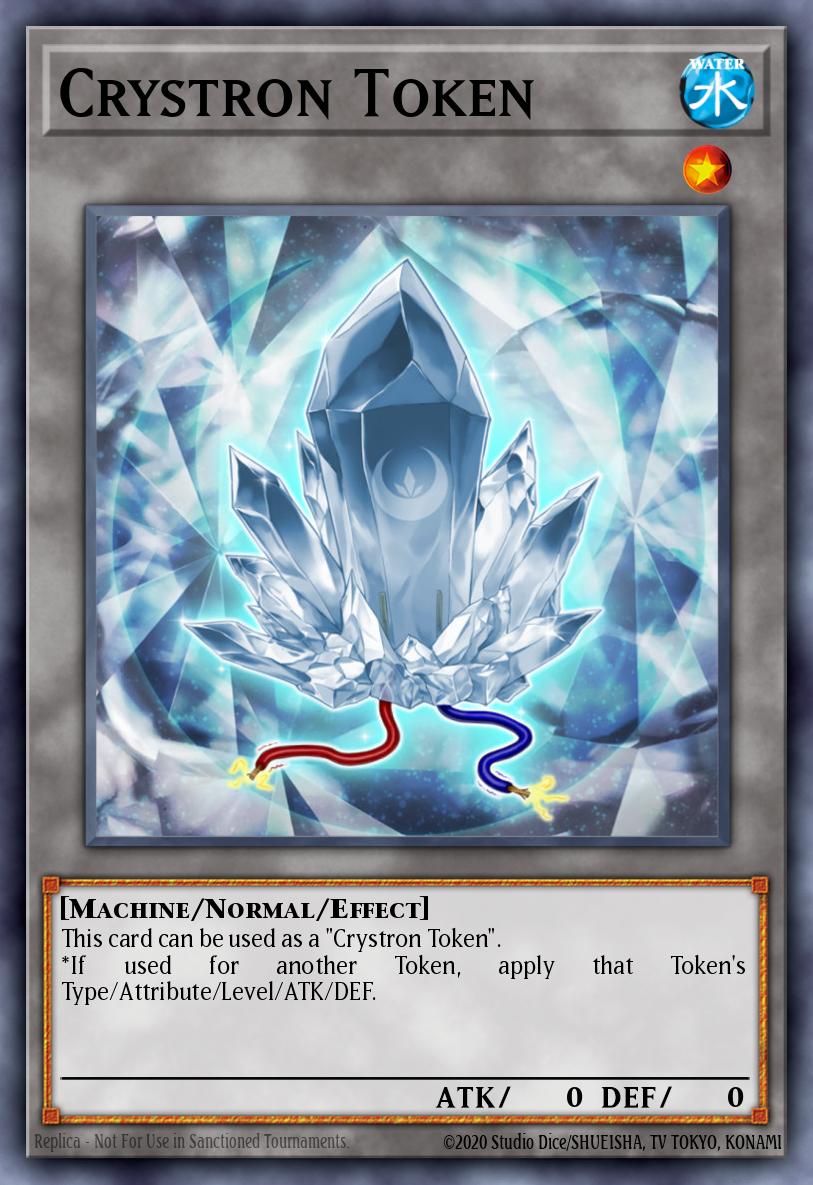 Crystron Token
WATER
水
[Machine/Normal/Effect]
This card can be used as a "Crystron Token".
*If used for another Token, apply that Token's
Type/Attribute/Level/ATK/DEF.
ATK/ 0 DEF/ 0
Replica - Not For Use in Sanctioned Tournaments.
©2020 Studio Dice/SHUEISHA, TV TOKYO, KONAMI